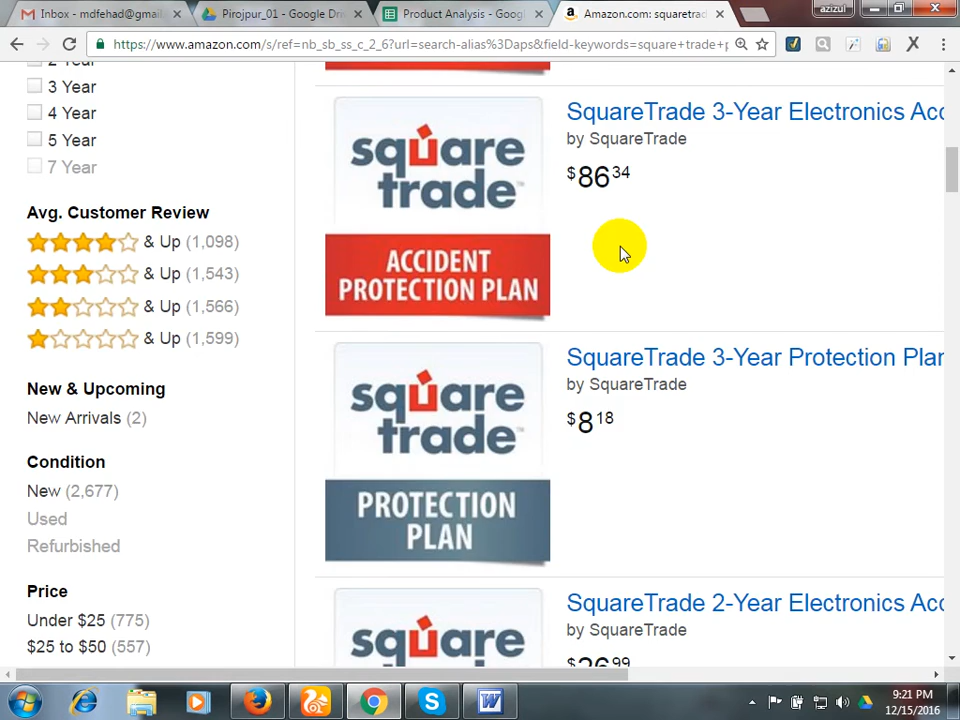 Inbox - mdfehad@gmail
Pirojpur_01 - Google Dri
Product Analysis - Goog
Amazon.com: squaretrad
azizul
https://www.amazon.com/s/ref=nb_sb_ss_c_2_6?url=search-alias%3Daps&field-keywords=square+trade+p
2 Year
3 Year
4 Year
5 Year
7 Year
Avg. Customer Review
& Up (1,098)
& Up (1,543)
& Up (1,566)
& Up (1,599)
New & Upcoming
New Arrivals (2)
Condition
New (2,677)
Used
Refurbished
Price
Under $25 (775)
$25 to $50 (557)
square
trade
ACCIDENT
PROTECTION PLAN
SquareTrade 3-Year Electronics Acc
by SquareTrade
$86 34
square
trade
PROTECTION
PLAN
SquareTrade 3-Year Protection Plan
by SquareTrade
$8 18
square
SquareTrade 2-Year Electronics Acc
by SquareTrade
$26 99
9:21 PM
12/15/2016